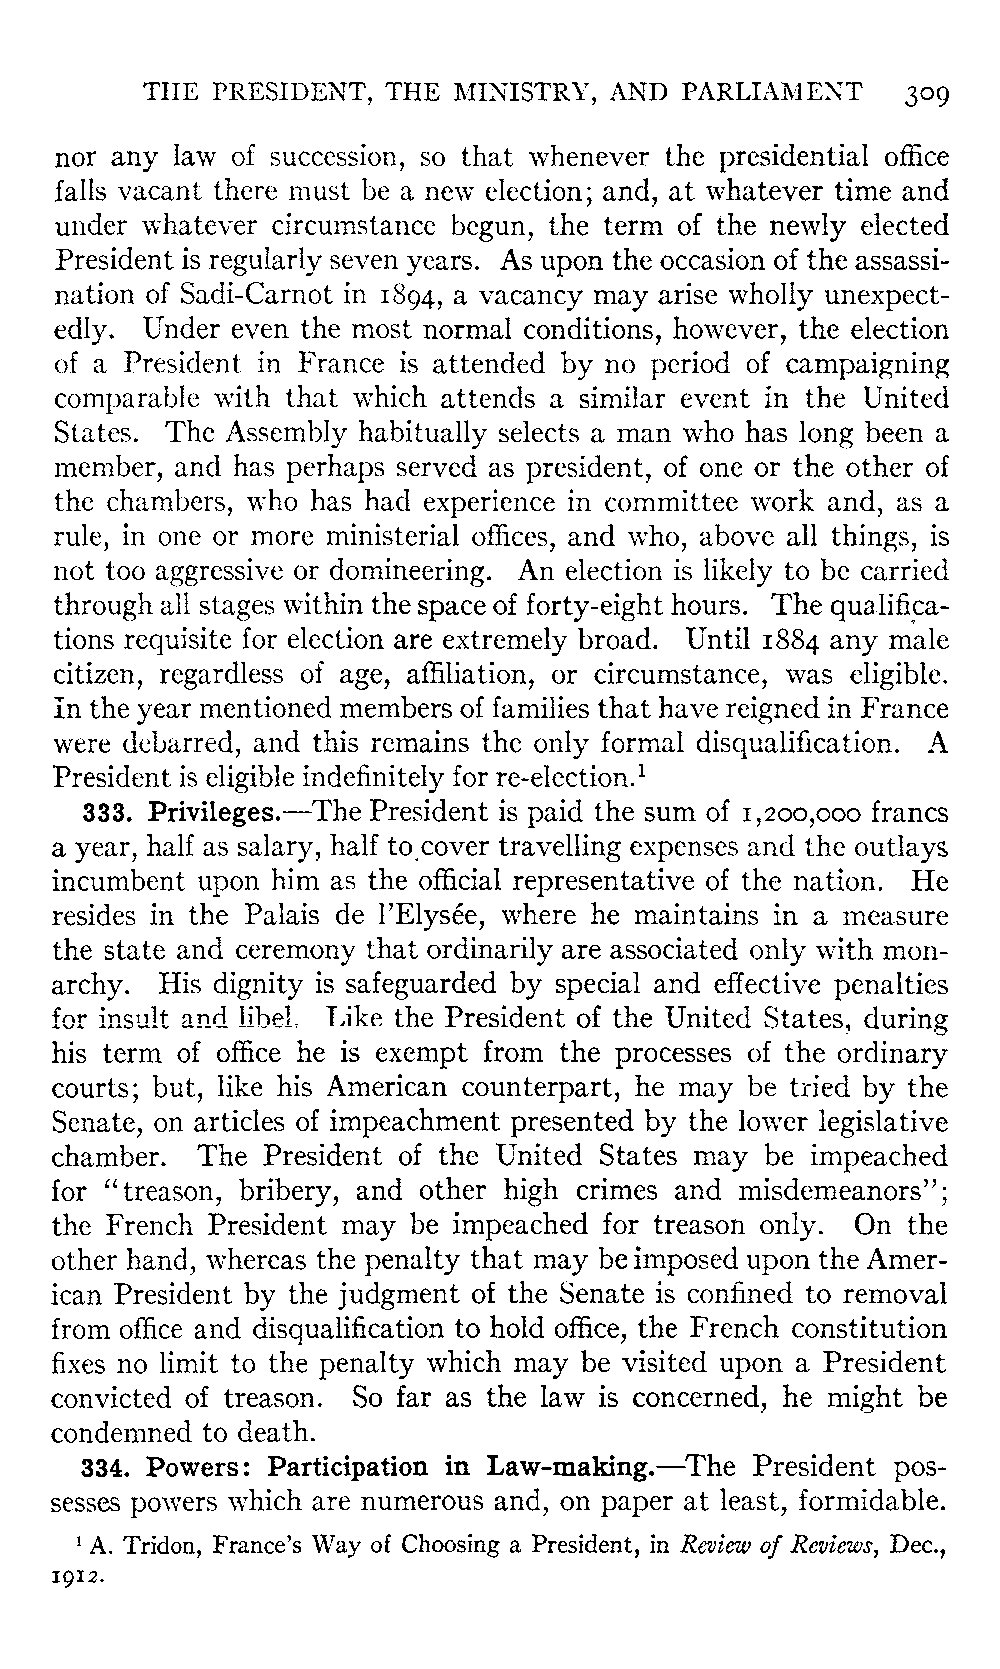 THE PRESIDENT, THE MINISTRY, AND PARLIAMENT 309
nor any law of succession, so that whenever the presidential office
falls vacant there must be a new election; and, at whatever time and
under whatever circumstance begun, the term of the newly elected
President is regularly seven years. As upon the occasion of the assassi-
nation of Sadi-Carnot in 1894, a vacancy may arise wholly unexpect-
edly. Under even the most normal conditions, however, the election
of a President in France is attended by no period of campaigning
comparable with that which attends a similar event in the United
States. The Assembly habitually selects a man who has long been a
member, and has perhaps served as president, of one or the other of
the chambers, who has had experience in committee work and, as a
rule, in one or more ministerial offices, and who, above all things, is
not too aggressive or domineering. An election is likely to be carried
through all stages within the space of forty-eight hours. The qualifica-
tions requisite for election are extremely broad. Until 1884 any male
citizen, regardless of age, affiliation, or circumstance, was eligible.
In the year mentioned members of families that have reigned in France
were debarred, and this remains the only formal disqualification. A
President is eligible indefinitely for re-election.¹
333. Privileges.—The President is paid the sum of 1,200,000 francs
a year, half as salary, half to cover travelling expenses and the outlays
incumbent upon him as the official representative of the nation. He
resides in the Palais de l'Elysée, where he maintains in a measure
the state and ceremony that ordinarily are associated only with mon-
archy. His dignity is safeguarded by special and effective penalties
for insult and libel. Like the President of the United States, during
his term of office he is exempt from the processes of the ordinary
courts; but, like his American counterpart, he may be tried by the
Senate, on articles of impeachment presented by the lower legislative
chamber. The President of the United States may be impeached
for "treason, bribery, and other high crimes and misdemeanors";
the French President may be impeached for treason only. On the
other hand, whereas the penalty that may be imposed upon the Amer-
ican President by the judgment of the Senate is confined to removal
from office and disqualification to hold office, the French constitution
fixes no limit to the penalty which may be visited upon a President
convicted of treason. So far as the law is concerned, he might be
condemned to death.
334. Powers: Participation in Law-making.—The President pos-
sesses powers which are numerous and, on paper at least, formidable.
¹ A. Tridon, France's Way of Choosing a President, in Review of Reviews, Dec.,
1912.